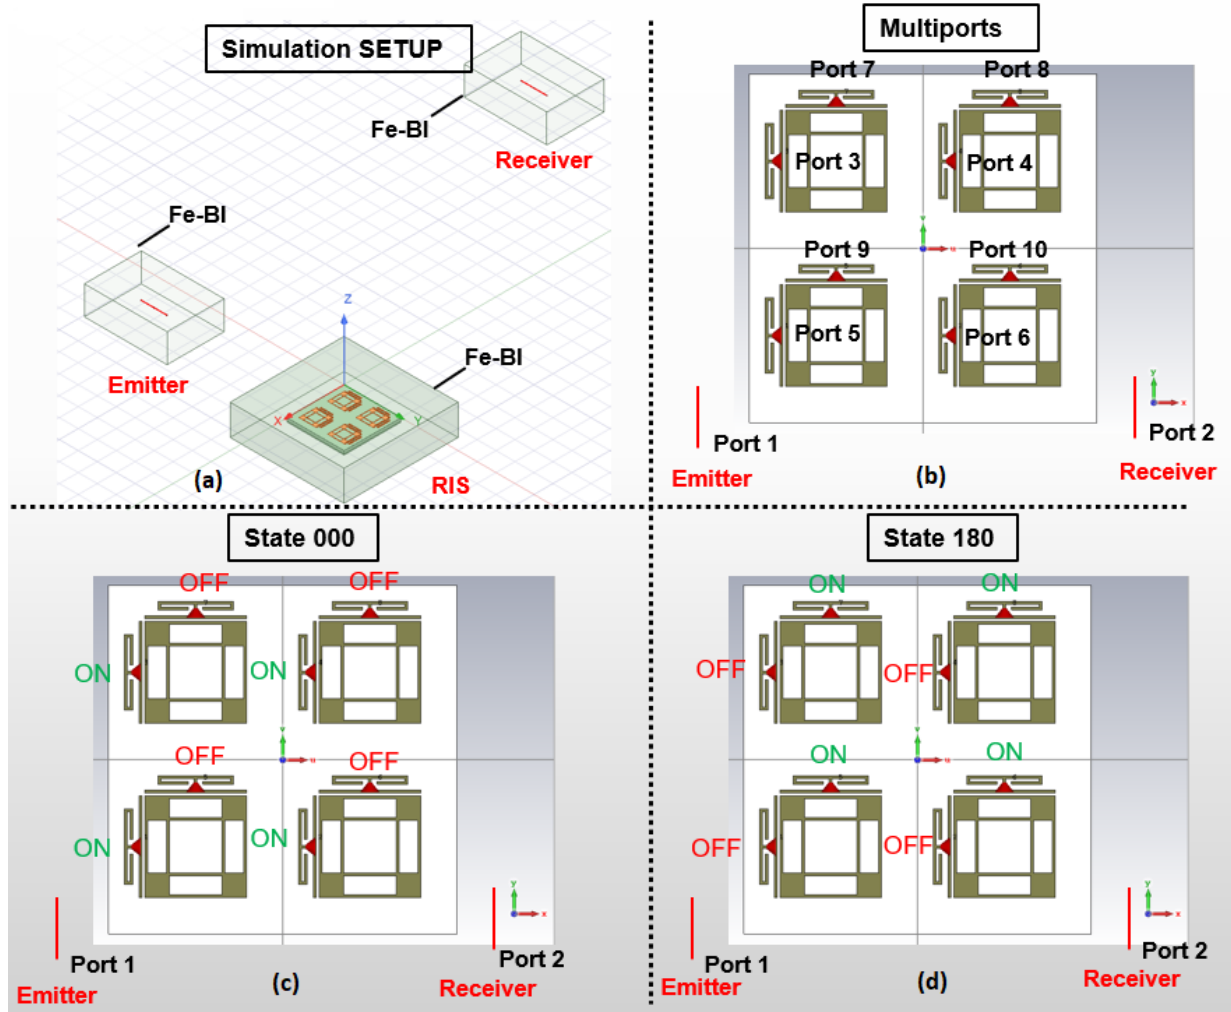 Simulation SETUP
Fe-BI
Receiver
Fe-BI
Emitter
Z
Fe-BI
X
Y
(a)
RIS
Multiports
Port 7
Port 8
Port 3
Port 4
Port 9
Port 10
Port 5
Port 6
Port 1
Emitter
Port 2
Receiver
y
x
(b)
State 000
OFF
OFF
ON
ON
OFF
OFF
ON
ON
Port 1
Emitter
Port 2
Receiver
y
x
(c)
State 180
ON
ON
OFF
OFF
ON
ON
OFF
OFF
Port 1
Emitter
Port 2
Receiver
y
x
(d)